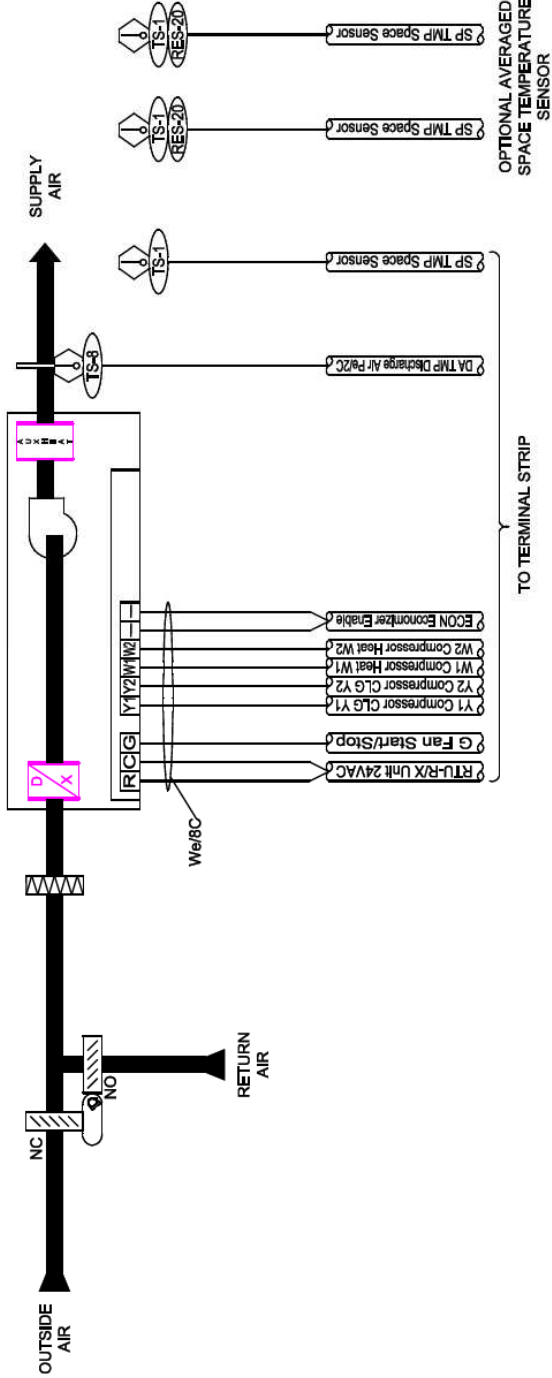 OUTSIDE
AIR
NC
NO
RETURN
AIR
D/X
AUX HEAT
SUPPLY
AIR
R
C
G
Y1
Y2
W1
W2
We/8C
TS-8
TS-1
TS-1
RES-20
TS-1
RES-20
RTU-R/X Unit 24VAC
G Fan Start/Stop
Y1 Compressor CLG Y1
Y2 Compressor CLG Y2
W1 Compressor Heat W1
W2 Compressor Heat W2
ECON Economizer Enable
DA TMP Discharge Air Pe/2C
SP TMP Space Sensor
SP TMP Space Sensor
SP TMP Space Sensor
TO TERMINAL STRIP
OPTIONAL AVERAGED
SPACE TEMPERATURE
SENSOR